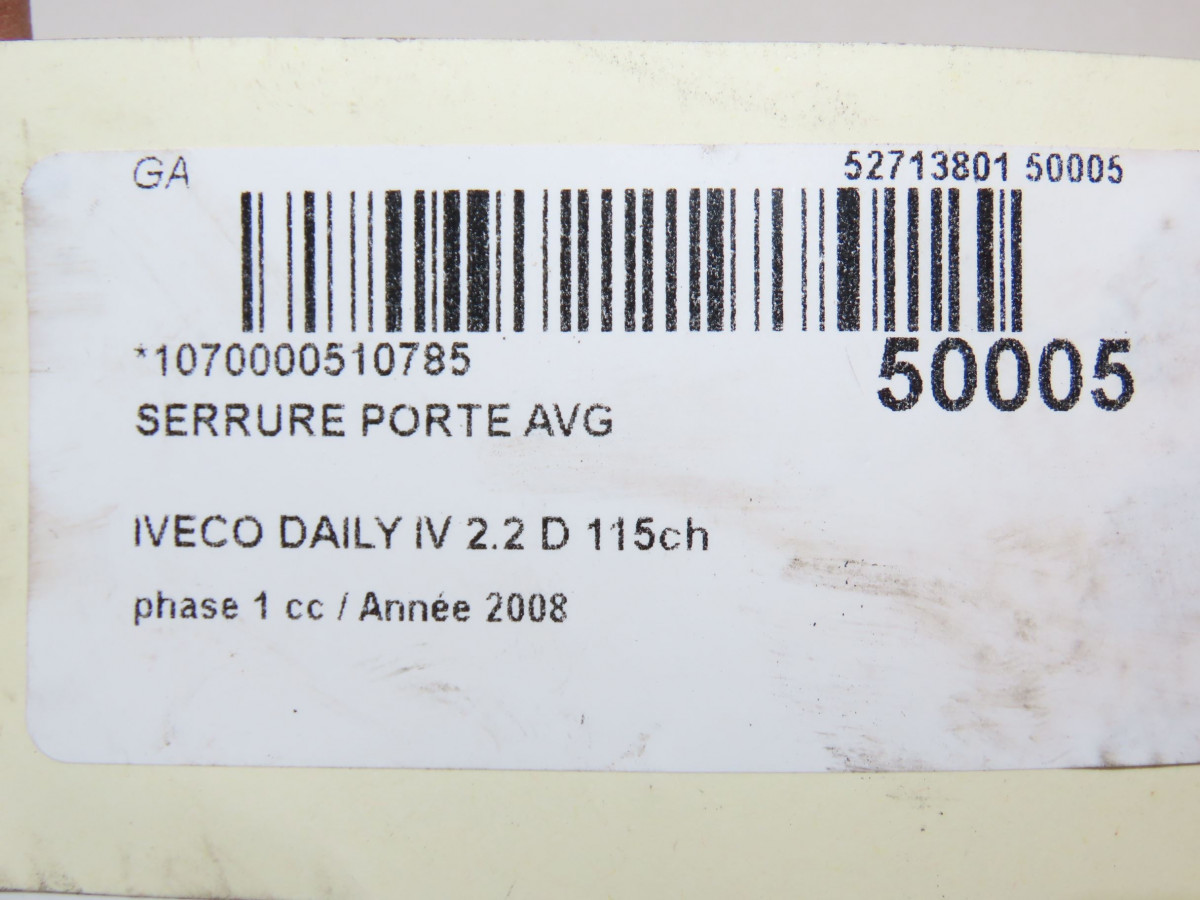 GA
52713801 50005
*1070000510785
50005
SERRURE PORTE AVG
IVECO DAILY IV 2.2 D 115ch
phase 1 cc / Année 2008